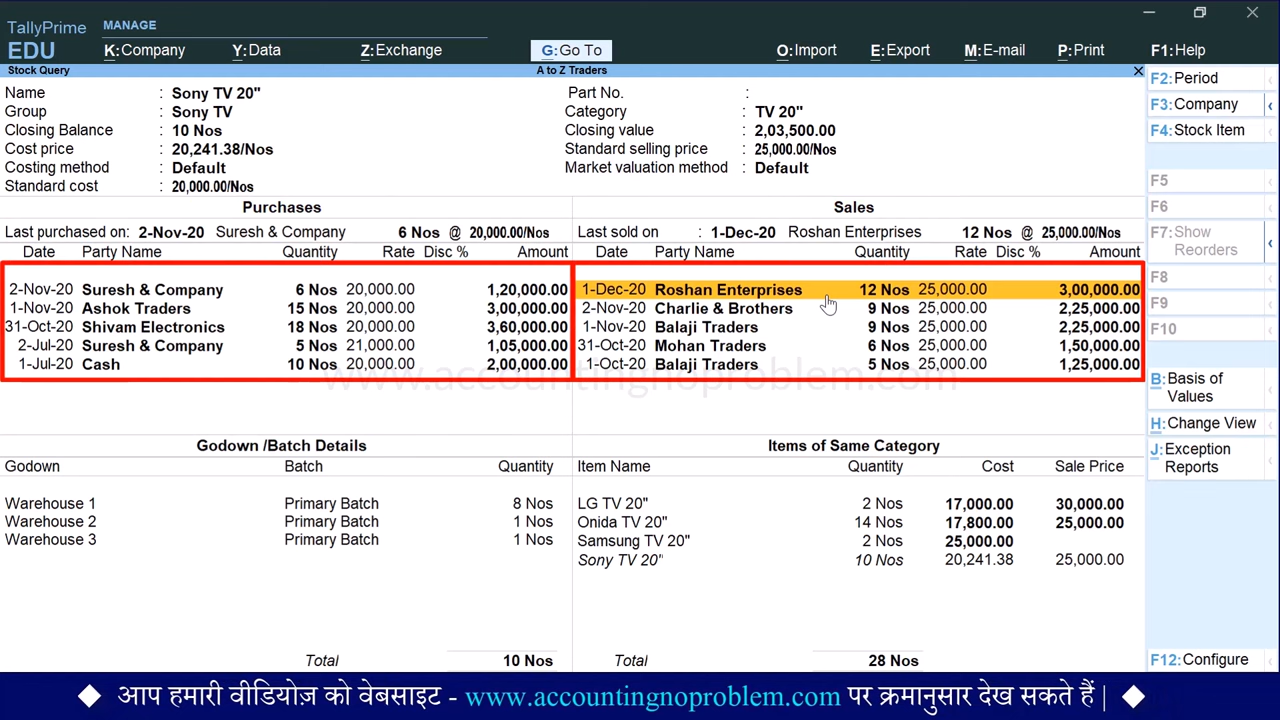 TallyPrime MANAGE
EDU K:Company Y:Data Z:Exchange G:Go To O:Import E:Export M:E-mail P:Print F1:Help
Stock Query A to Z Traders
F2:Period
Name : Sony TV 20" Part No. :
Group : Sony TV Category : TV 20"
F3:Company
Closing Balance : 10 Nos Closing value : 2,03,500.00
F4:Stock Item
Cost price : 20,241.38/Nos Standard selling price : 25,000.00/Nos
Costing method : Default Market valuation method : Default
Standard cost : 20,000.00/Nos
F5
Purchases Sales
F6
Last purchased on: 2-Nov-20 Suresh & Company 6 Nos @ 20,000.00/Nos Last sold on : 1-Dec-20 Roshan Enterprises 12 Nos @ 25,000.00/Nos
F7:Show
Reorders
Date Party Name Quantity Rate Disc % Amount Date Party Name Quantity Rate Disc % Amount
F8
2-Nov-20 Suresh & Company 6 Nos 20,000.00 1,20,000.00 1-Dec-20 Roshan Enterprises 12 Nos 25,000.00 3,00,000.00
F9
1-Nov-20 Ashok Traders 15 Nos 20,000.00 3,00,000.00 2-Nov-20 Charlie & Brothers 9 Nos 25,000.00 2,25,000.00
31-Oct-20 Shivam Electronics 18 Nos 20,000.00 3,60,000.00 1-Nov-20 Balaji Traders 9 Nos 25,000.00 2,25,000.00
F10
2-Jul-20 Suresh & Company 5 Nos 21,000.00 1,05,000.00 31-Oct-20 Mohan Traders 6 Nos 25,000.00 1,50,000.00
1-Jul-20 Cash 10 Nos 20,000.00 2,00,000.00 1-Oct-20 Balaji Traders 5 Nos 25,000.00 1,25,000.00
www.accountingnoproblem.com
B:Basis of
Values
H:Change View
Godown /Batch Details Items of Same Category
J:Exception
Reports
Godown Batch Quantity Item Name Quantity Cost Sale Price
Warehouse 1 Primary Batch 8 Nos LG TV 20" 2 Nos 17,000.00 30,000.00
Warehouse 2 Primary Batch 1 Nos Onida TV 20" 14 Nos 17,800.00 25,000.00
Warehouse 3 Primary Batch 1 Nos Samsung TV 20" 2 Nos 25,000.00
Sony TV 20" 10 Nos 20,241.38 25,000.00
Total 10 Nos Total 28 Nos
F12:Configure
◆ आप हमारी वीडियोज़ को वेबसाइट - www.accountingnoproblem.com पर क्रमानुसार देख सकते हैं | ◆